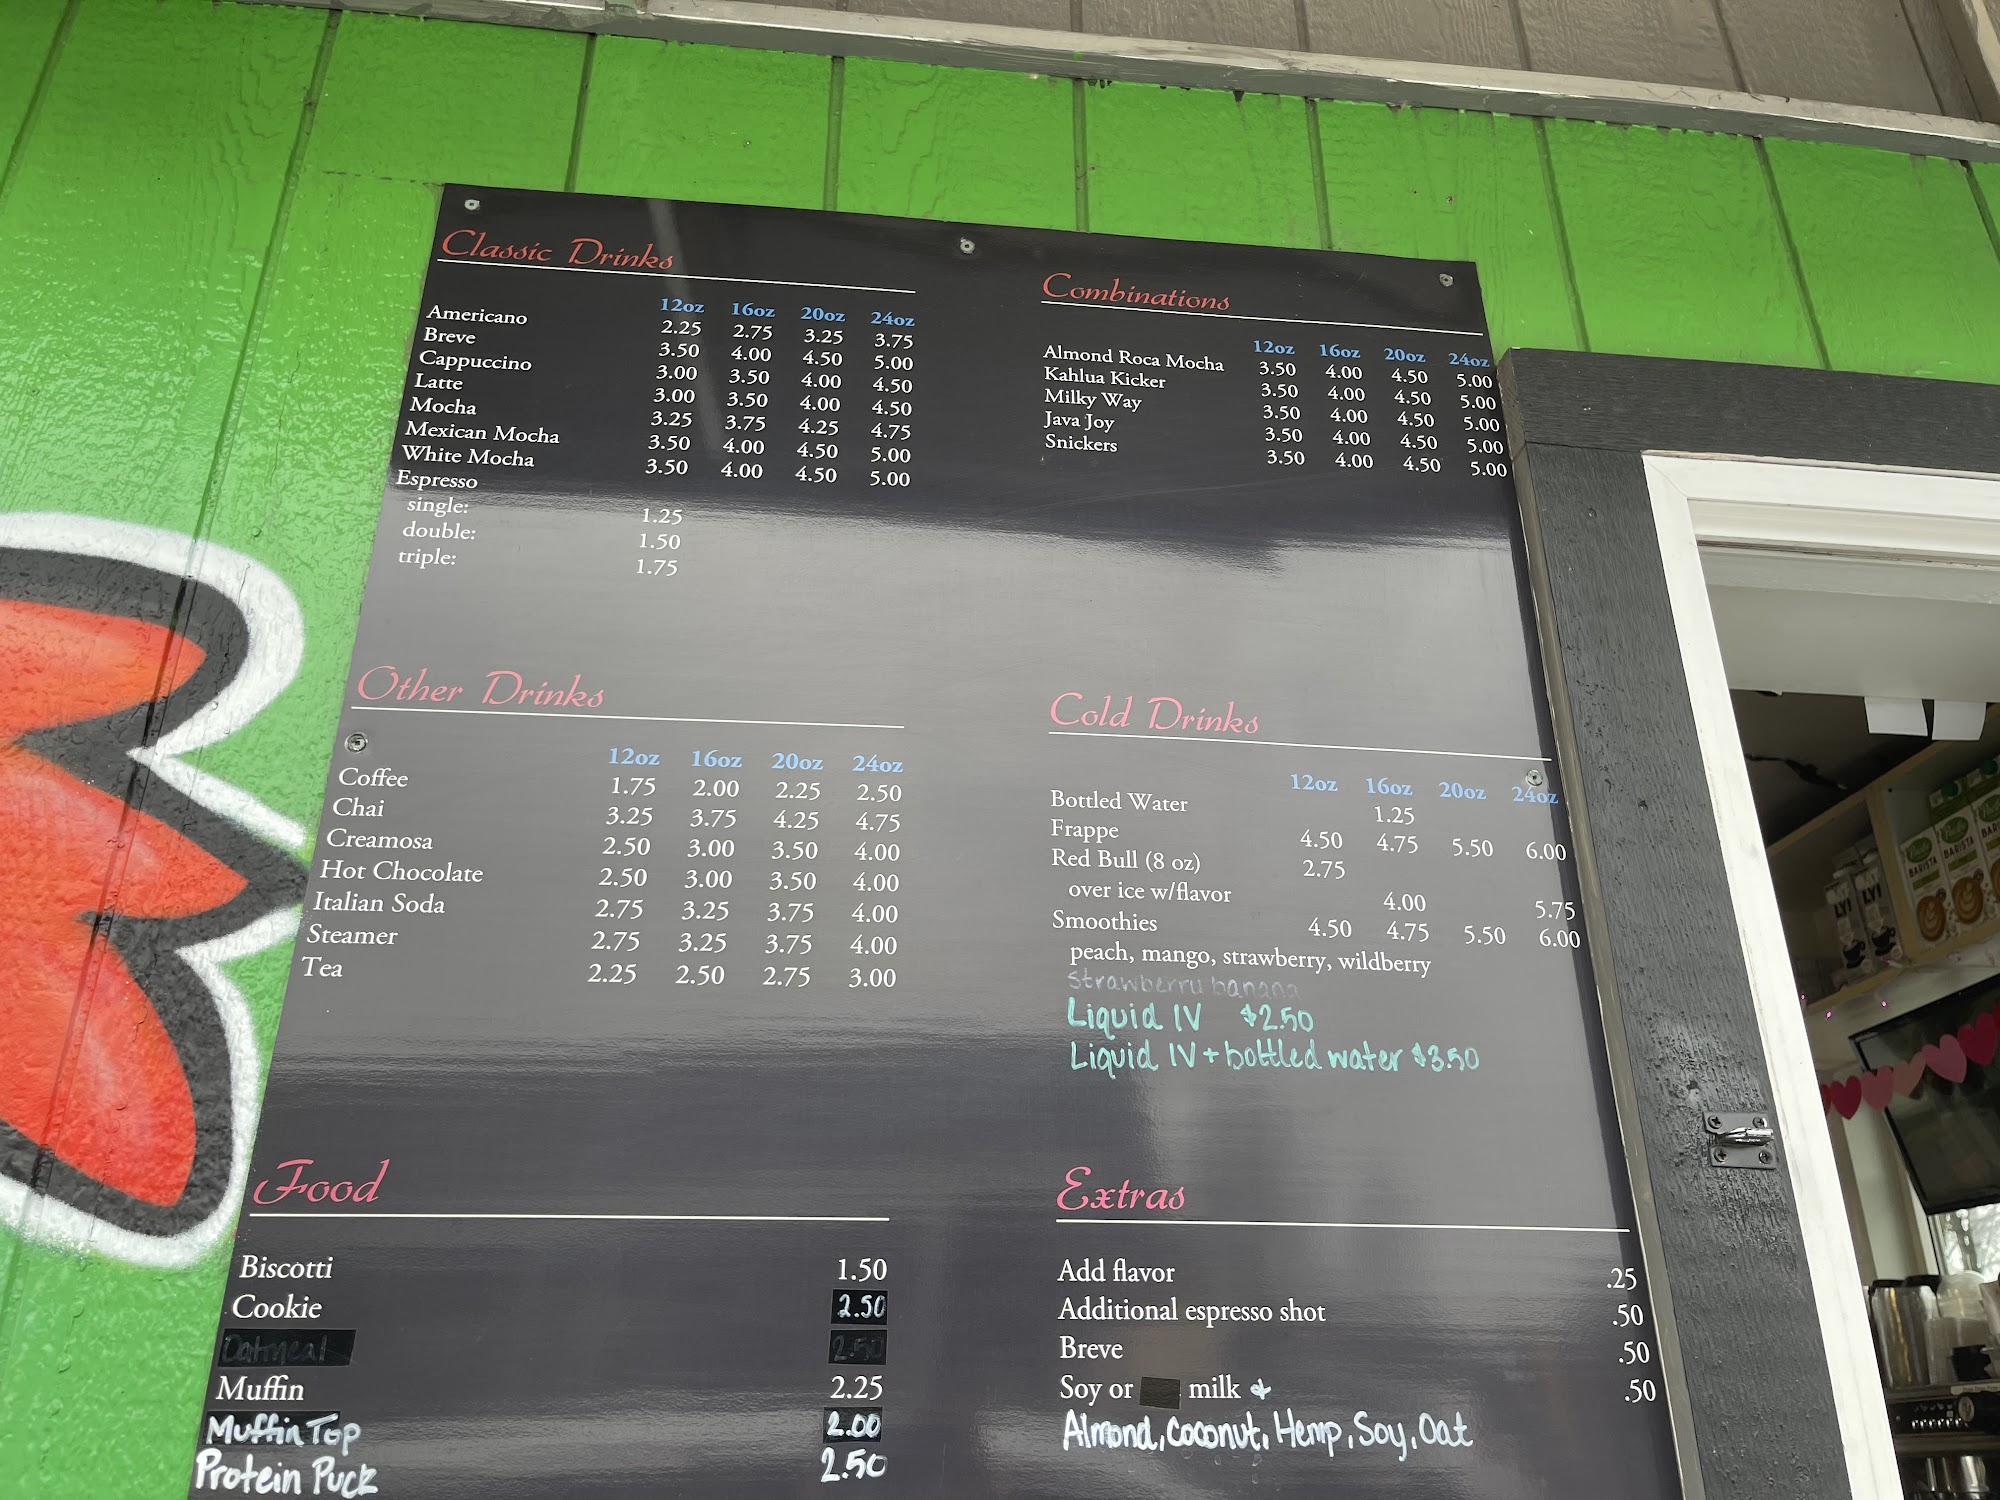 Classic Drinks
12oz 16oz 20oz 24oz
Americano 2.25 2.75 3.25 3.75
Breve 3.50 4.00 4.50 5.00
Cappuccino 3.00 3.50 4.00 4.50
Latte 3.00 3.50 4.00 4.50
Mocha 3.25 3.75 4.25 4.75
Mexican Mocha 3.50 4.00 4.50 5.00
White Mocha 3.50 4.00 4.50 5.00
Espresso
single: 1.25
double: 1.50
triple: 1.75
Combinations
12oz 16oz 20oz 24oz
Almond Roca Mocha 3.50 4.00 4.50 5.00
Kahlua Kicker 3.50 4.00 4.50 5.00
Milky Way 3.50 4.00 4.50 5.00
Java Joy 3.50 4.00 4.50 5.00
Snickers 3.50 4.00 4.50 5.00
Other Drinks
12oz 16oz 20oz 24oz
Coffee 1.75 2.00 2.25 2.50
Chai 3.25 3.75 4.25 4.75
Creamosa 2.50 3.00 3.50 4.00
Hot Chocolate 2.50 3.00 3.50 4.00
Italian Soda 2.75 3.25 3.75 4.00
Steamer 2.75 3.25 3.75 4.00
Tea 2.25 2.50 2.75 3.00
Cold Drinks
12oz 16oz 20oz 24oz
Bottled Water 1.25
Frappe 4.50 4.75 5.50 6.00
Red Bull (8 oz) 2.75
over ice w/flavor 4.00 5.75
Smoothies 4.50 4.75 5.50 6.00
peach, mango, strawberry, wildberry
strawberry banana
Liquid IV $2.50
Liquid IV + bottled water $3.50
Food
Biscotti 1.50
Cookie 2.50
Oatmeal 2.50
Muffin 2.25
Muffin Top 2.00
Protein Puck 2.50
Extras
Add flavor .25
Additional espresso shot .50
Breve .50
Soy or milk & .50
Almond, Coconut, Hemp, Soy, Oat
BARISTA
BARISTA